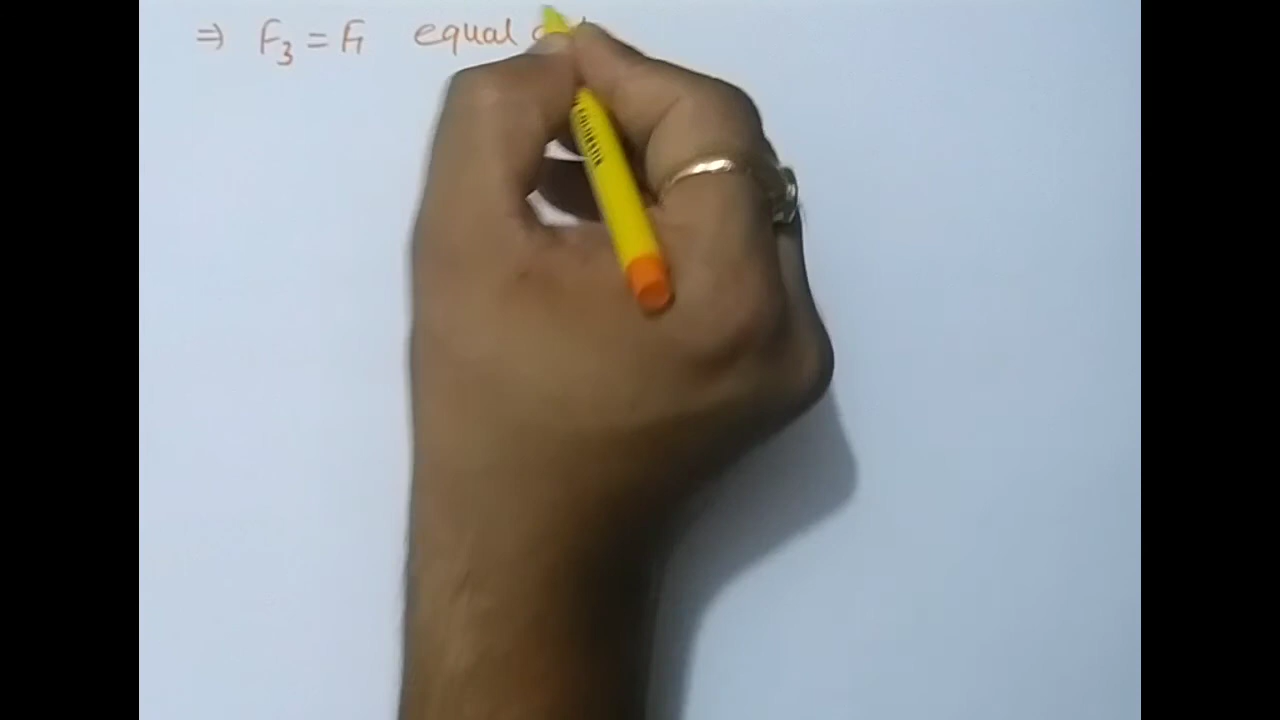 ⇒ F₃ = F₁ equal